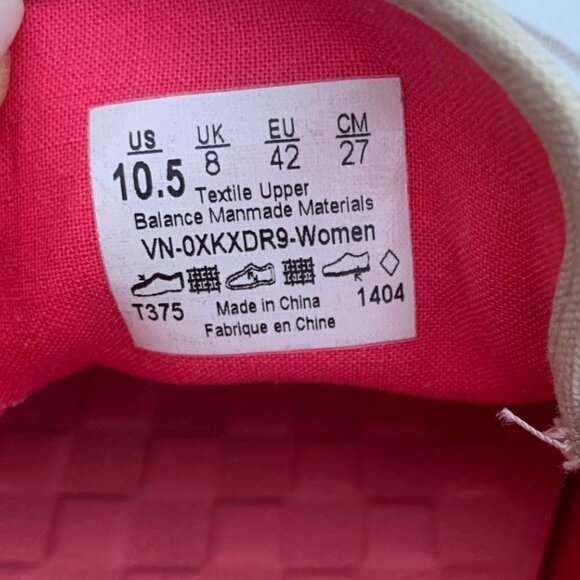 US UK EU CM
10.5 8 42 27
Textile Upper
Balance Manmade Materials
VN-0XKXDR9-Women
T375 Made in China 1404
Fabrique en Chine